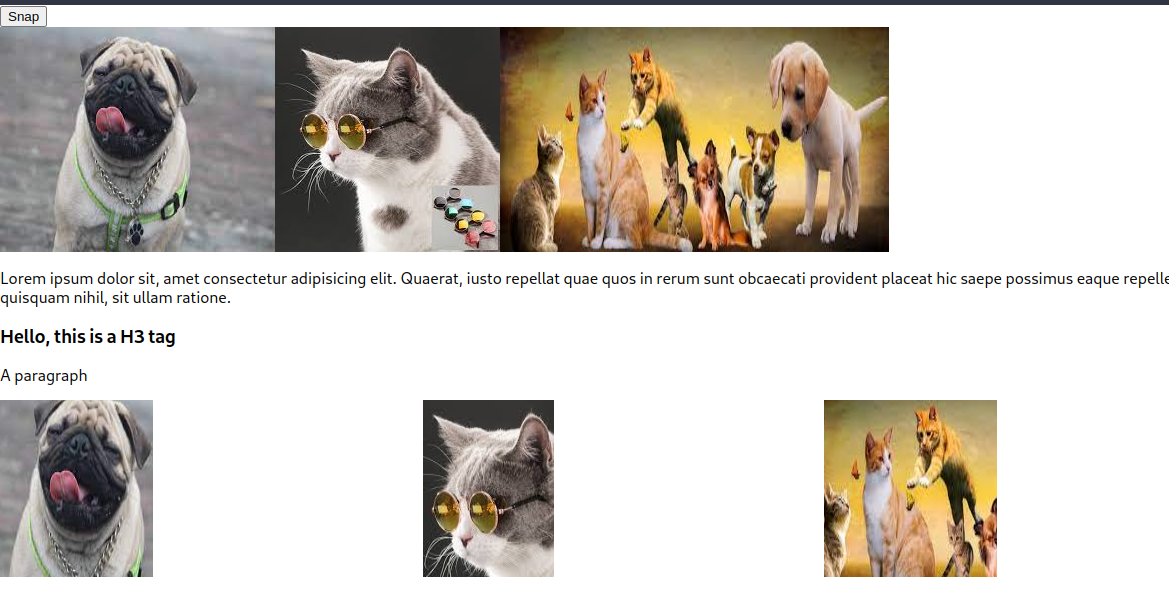 Snap
Lorem ipsum dolor sit, amet consectetur adipisicing elit. Quaerat, iusto repellat quae quos in rerum sunt obcaecati provident placeat hic saepe possimus eaque repelle
quisquam nihil, sit ullam ratione.
Hello, this is a H3 tag
A paragraph